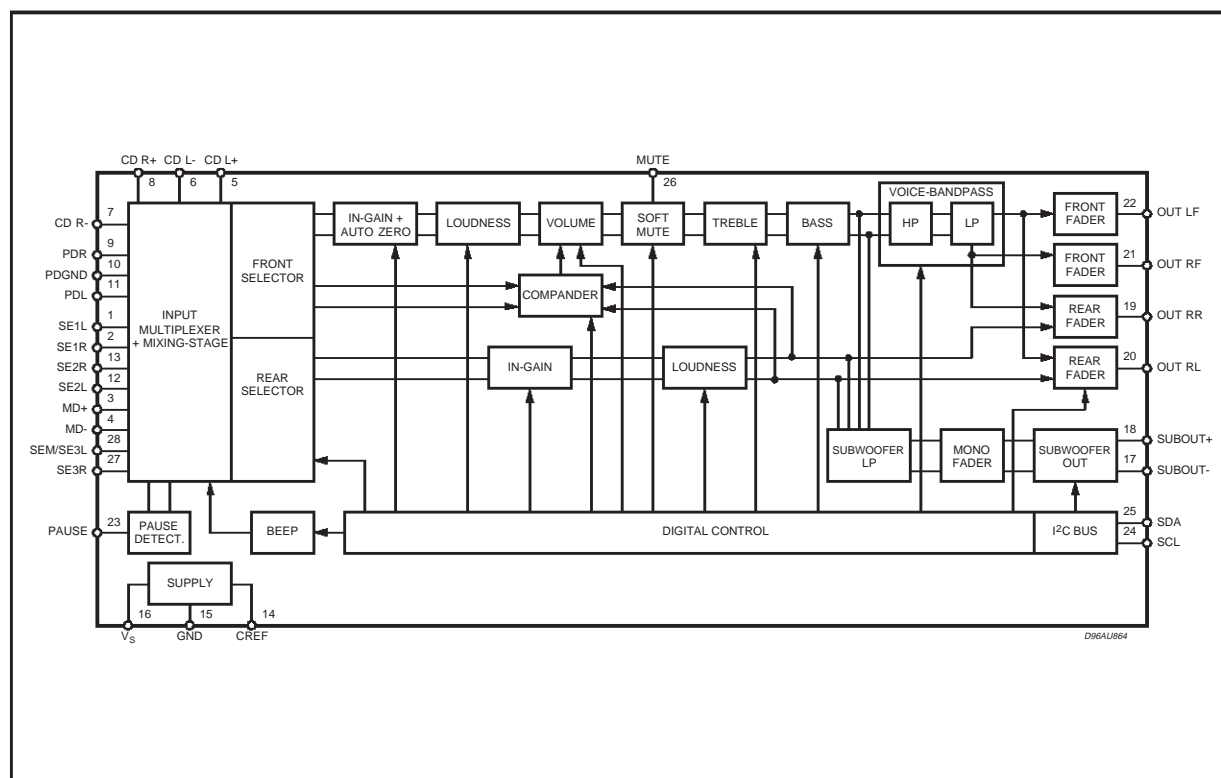 CD R+ CD L- CD L+
8 6 5
MUTE
26
CD R-
7
PDR
9
PDGND
10
PDL
11
SE1L
1
SE1R
2
SE2R
13
SE2L
12
MD+
3
MD-
4
SEM/SE3L
28
SE3R
27
PAUSE
23
INPUT
MULTIPLEXER
+ MIXING-STAGE
FRONT
SELECTOR
REAR
SELECTOR
IN-GAIN +
AUTO ZERO
LOUDNESS
VOLUME
SOFT
MUTE
TREBLE
BASS
VOICE-BANDPASS
HP
LP
FRONT
FADER
22
OUT LF
FRONT
FADER
21
OUT RF
REAR
FADER
19
OUT RR
REAR
FADER
20
OUT RL
COMPANDER
IN-GAIN
LOUDNESS
SUBWOOFER
LP
MONO
FADER
SUBWOOFER
OUT
18
SUBOUT+
17
SUBOUT-
PAUSE
DETECT.
BEEP
DIGITAL CONTROL
I²C BUS
25
SDA
24
SCL
SUPPLY
16 15 14
VS GND CREF
D96AU864